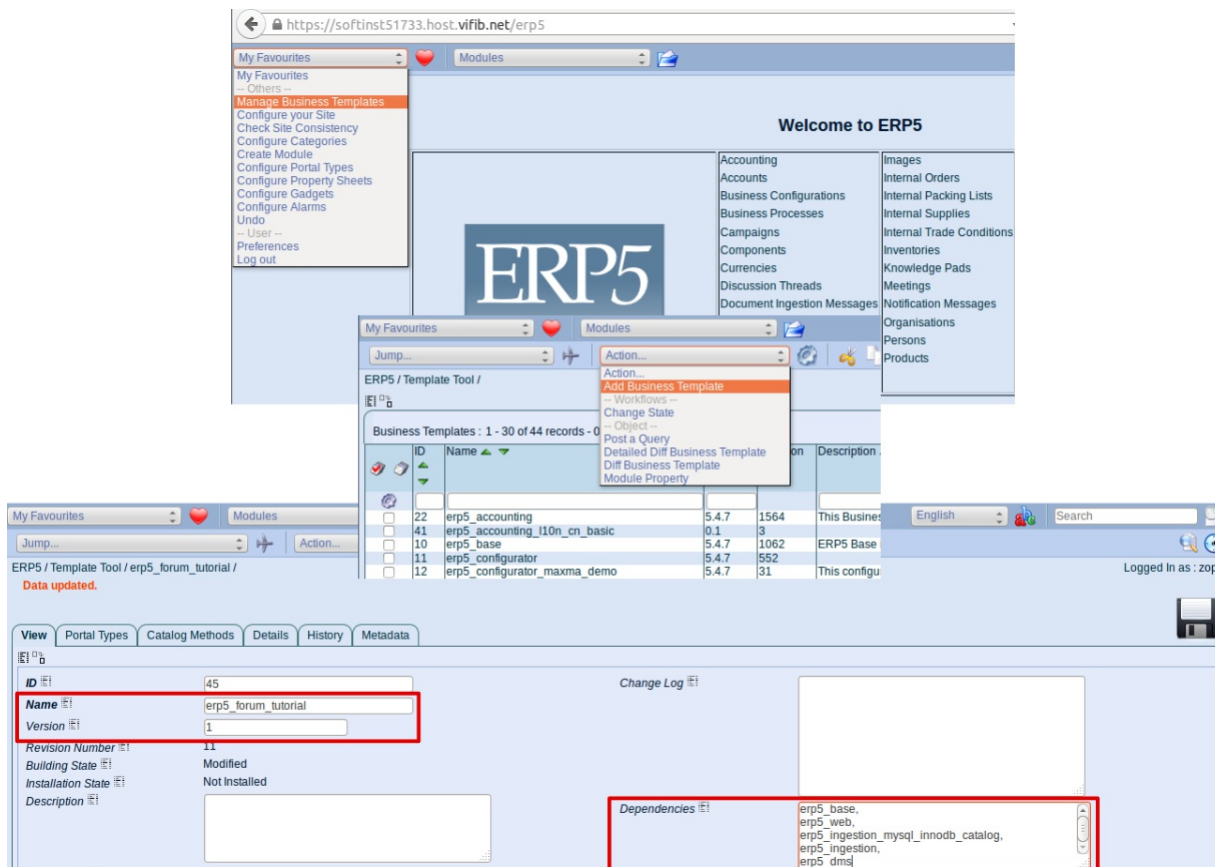 https://softinst51733.host.vifib.net/erp5
My Favourites
Modules
My Favourites
-- Others --
Manage Business Templates
Configure your Site
Check Site Consistency
Configure Categories
Create Module
Configure Portal Types
Configure Property Sheets
Configure Gadgets
Configure Alarms
Undo
-- User --
Preferences
Log out
Welcome to ERP5
ERP5
Accounting
Accounts
Business Configurations
Business Processes
Campaigns
Components
Currencies
Discussion Threads
Document Ingestion Messages
Images
Internal Orders
Internal Packing Lists
Internal Supplies
Internal Trade Conditions
Inventories
Knowledge Pads
Meetings
Notification Messages
Organisations
Persons
Products
My Favourites
Modules
Jump...
Action...
Action...
Add Business Template
-- Workflows --
Change State
-- Object --
Post a Query
Detailed Diff Business Template
Diff Business Template
Module Property
ERP5 / Template Tool /
Business Templates : 1 - 30 of 44 records - 0
ID Name on Description
22 erp5_accounting 5.4.7 1564 This Busines
41 erp5_accounting_l10n_cn_basic 0.1 3
10 erp5_base 5.4.7 1062 ERP5 Base
11 erp5_configurator 5.4.7 552
12 erp5_configurator_maxma_demo 5.4.7 31 This configu
My Favourites
Modules
English
Search
Jump...
Action...
ERP5 / Template Tool / erp5_forum_tutorial /
Logged In as : zop
Data updated.
View Portal Types Catalog Methods Details History Metadata
ID 45
Name erp5_forum_tutorial
Version 1
Revision Number 11
Building State Modified
Installation State Not Installed
Description
Change Log
Dependencies
erp5_base,
erp5_web,
erp5_ingestion_mysql_innodb_catalog,
erp5_ingestion,
erp5_dms